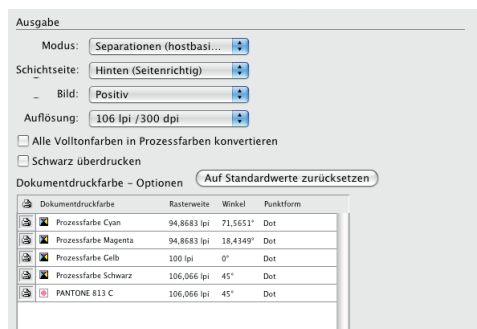 Ausgabe
Modus: Separationen (hostbasi...
Schichtseite: Hinten (Seitenrichtig)
Bild: Positiv
Auflösung: 106 lpi /300 dpi
Alle Volltonfarben in Prozessfarben konvertieren
Schwarz überdrucken
Dokumentdruckfarbe – Optionen Auf Standardwerte zurücksetzen
Dokumentdruckfarbe Rasterweite Winkel Punktform
Prozessfarbe Cyan 94,8683 lpi 71,5651° Dot
Prozessfarbe Magenta 94,8683 lpi 18,4349° Dot
Prozessfarbe Gelb 100 lpi 0° Dot
Prozessfarbe Schwarz 106,066 lpi 45° Dot
PANTONE 813 C 106,066 lpi 45° Dot